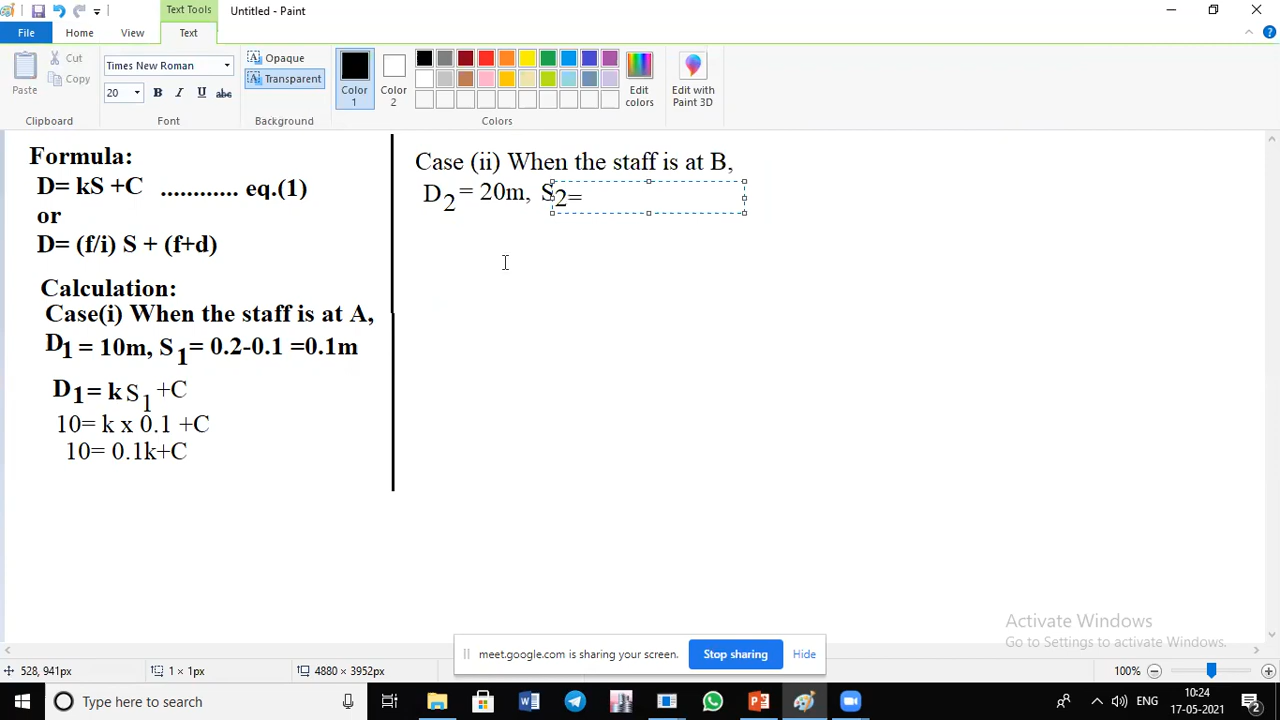 Text Tools
Untitled - Paint
File
Home
View
Text
Paste
Cut
Copy
Clipboard
Times New Roman
20
B I U abc
Font
Opaque
Transparent
Background
Color 1
Color 2
Edit colors
Colors
Edit with Paint 3D
Formula:
D= kS +C ............ eq.(1)
or
D= (f/i) S + (f+d)
Calculation:
Case(i) When the staff is at A,
D1 = 10m, S1= 0.2-0.1 =0.1m
D1= k S1 +C
10= k x 0.1 +C
10= 0.1k+C
Case (ii) When the staff is at B,
D2 = 20m, S2=
Activate Windows
Go to Settings to activate Windows.
meet.google.com is sharing your screen.
Stop sharing
Hide
528, 941px
1 × 1px
4880 × 3952px
100%
Type here to search
ENG
10:24
17-05-2021
2